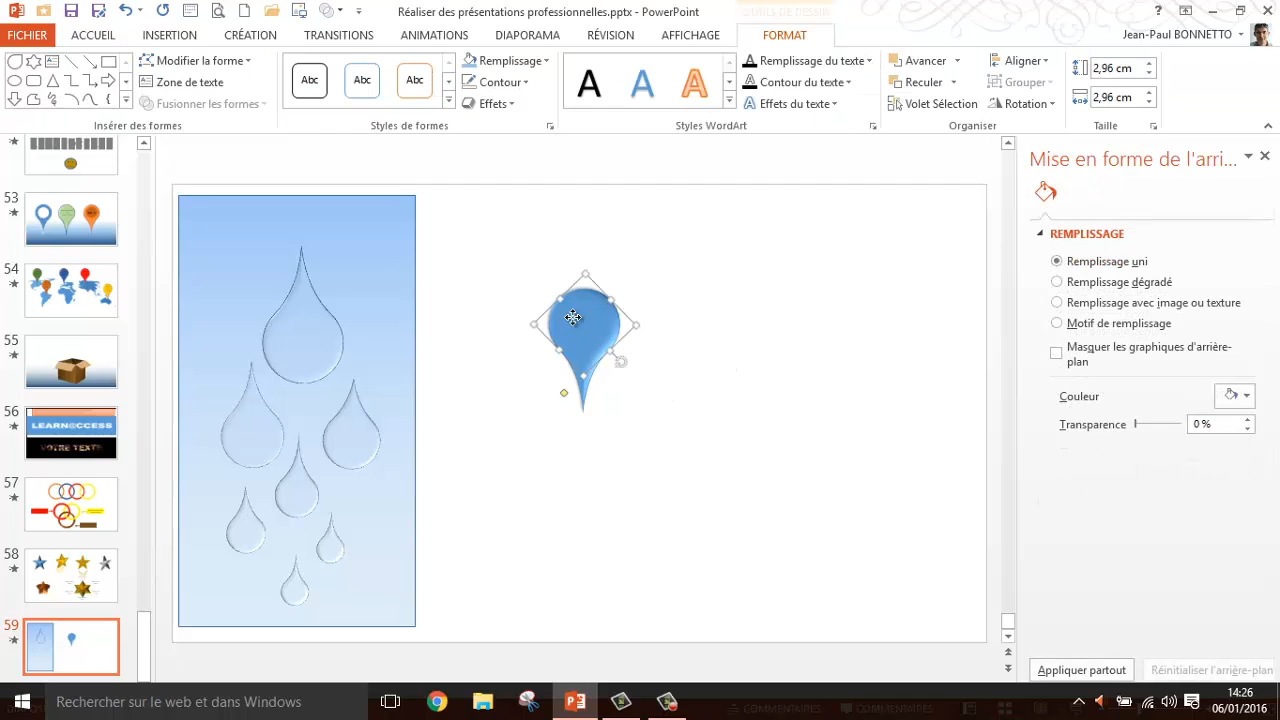 Réaliser des présentations professionnelles.pptx - PowerPoint
OUTILS DE DESSIN
FICHIER ACCUEIL INSERTION CRÉATION TRANSITIONS ANIMATIONS DIAPORAMA RÉVISION AFFICHAGE FORMAT Jean-Paul BONNETTO
Modifier la forme
Zone de texte
Fusionner les formes
Insérer des formes
Abc Abc Abc
Remplissage
Contour
Effets
Styles de formes
A A A
Remplissage du texte
Contour du texte
Effets du texte
Styles WordArt
Avancer
Reculer
Volet Sélection
Aligner
Grouper
Rotation
Organiser
2,96 cm
2,96 cm
Taille
53
54
55
56
LEARN@CCESS
VOTRE TEXTE
57
58
59
Mise en forme de l'arri...
REMPLISSAGE
Remplissage uni
Remplissage dégradé
Remplissage avec image ou texture
Motif de remplissage
Masquer les graphiques d'arrière-
plan
Couleur
Transparence 0 %
Appliquer partout Réinitialiser l'arrière-plan
Rechercher sur le web et dans Windows
COMMENTAIRES
14:26
06/01/2016